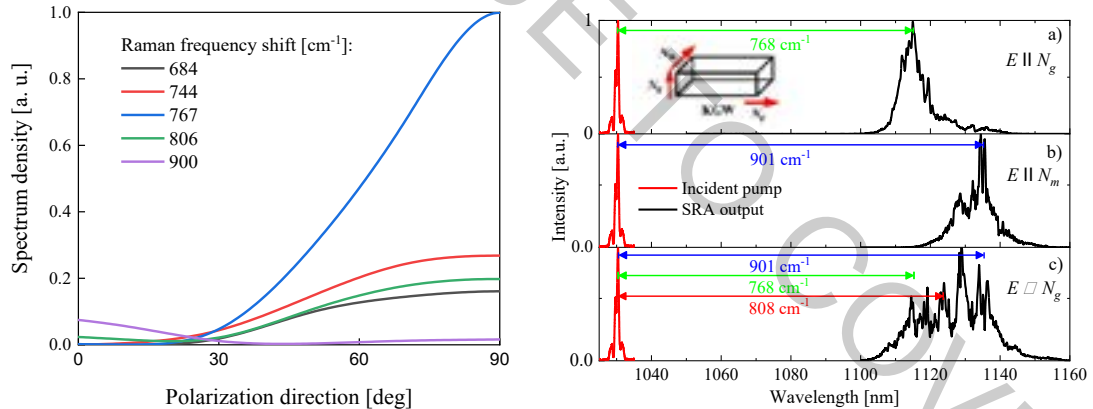 Spectrum density [a. u.]
1.0
0.8
0.6
0.4
0.2
0.0
Raman frequency shift [cm-1]:
684
744
767
806
900
0
30
60
90
Polarization direction [deg]
Intensity [a.u.]
1
a)
768 cm-1
E || Ng
KGW
0
b)
901 cm-1
E || Nm
Incident pump
SRA output
0.0
c)
901 cm-1
768 cm-1
808 cm-1
E □ Ng
0.0
1040 1060 1080 1100 1120 1140 1160
Wavelength [nm]